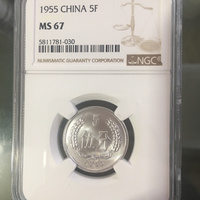 1955 CHINA 5F
MS 67
5811781-030
NUMISMATIC GUARANTY CORPORATION
NGC